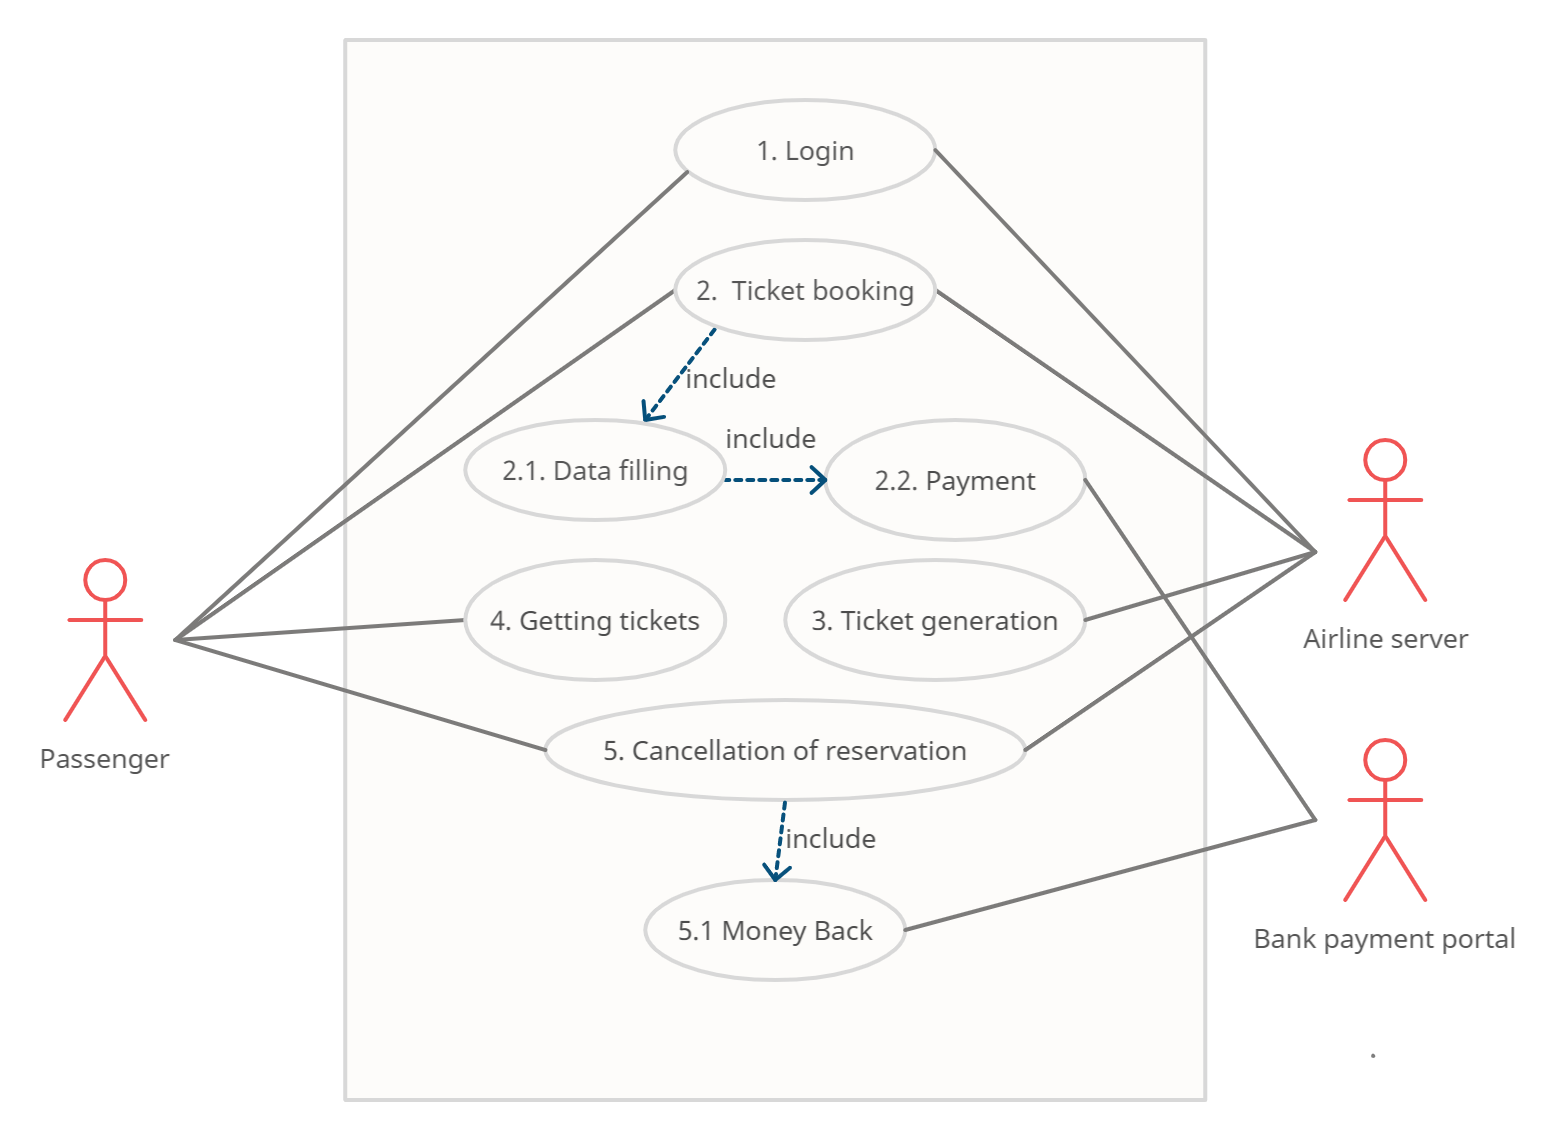 1. Login
2. Ticket booking
include
include
2.1. Data filling
2.2. Payment
4. Getting tickets
3. Ticket generation
Airline server
5. Cancellation of reservation
Passenger
include
5.1 Money Back
Bank payment portal
.